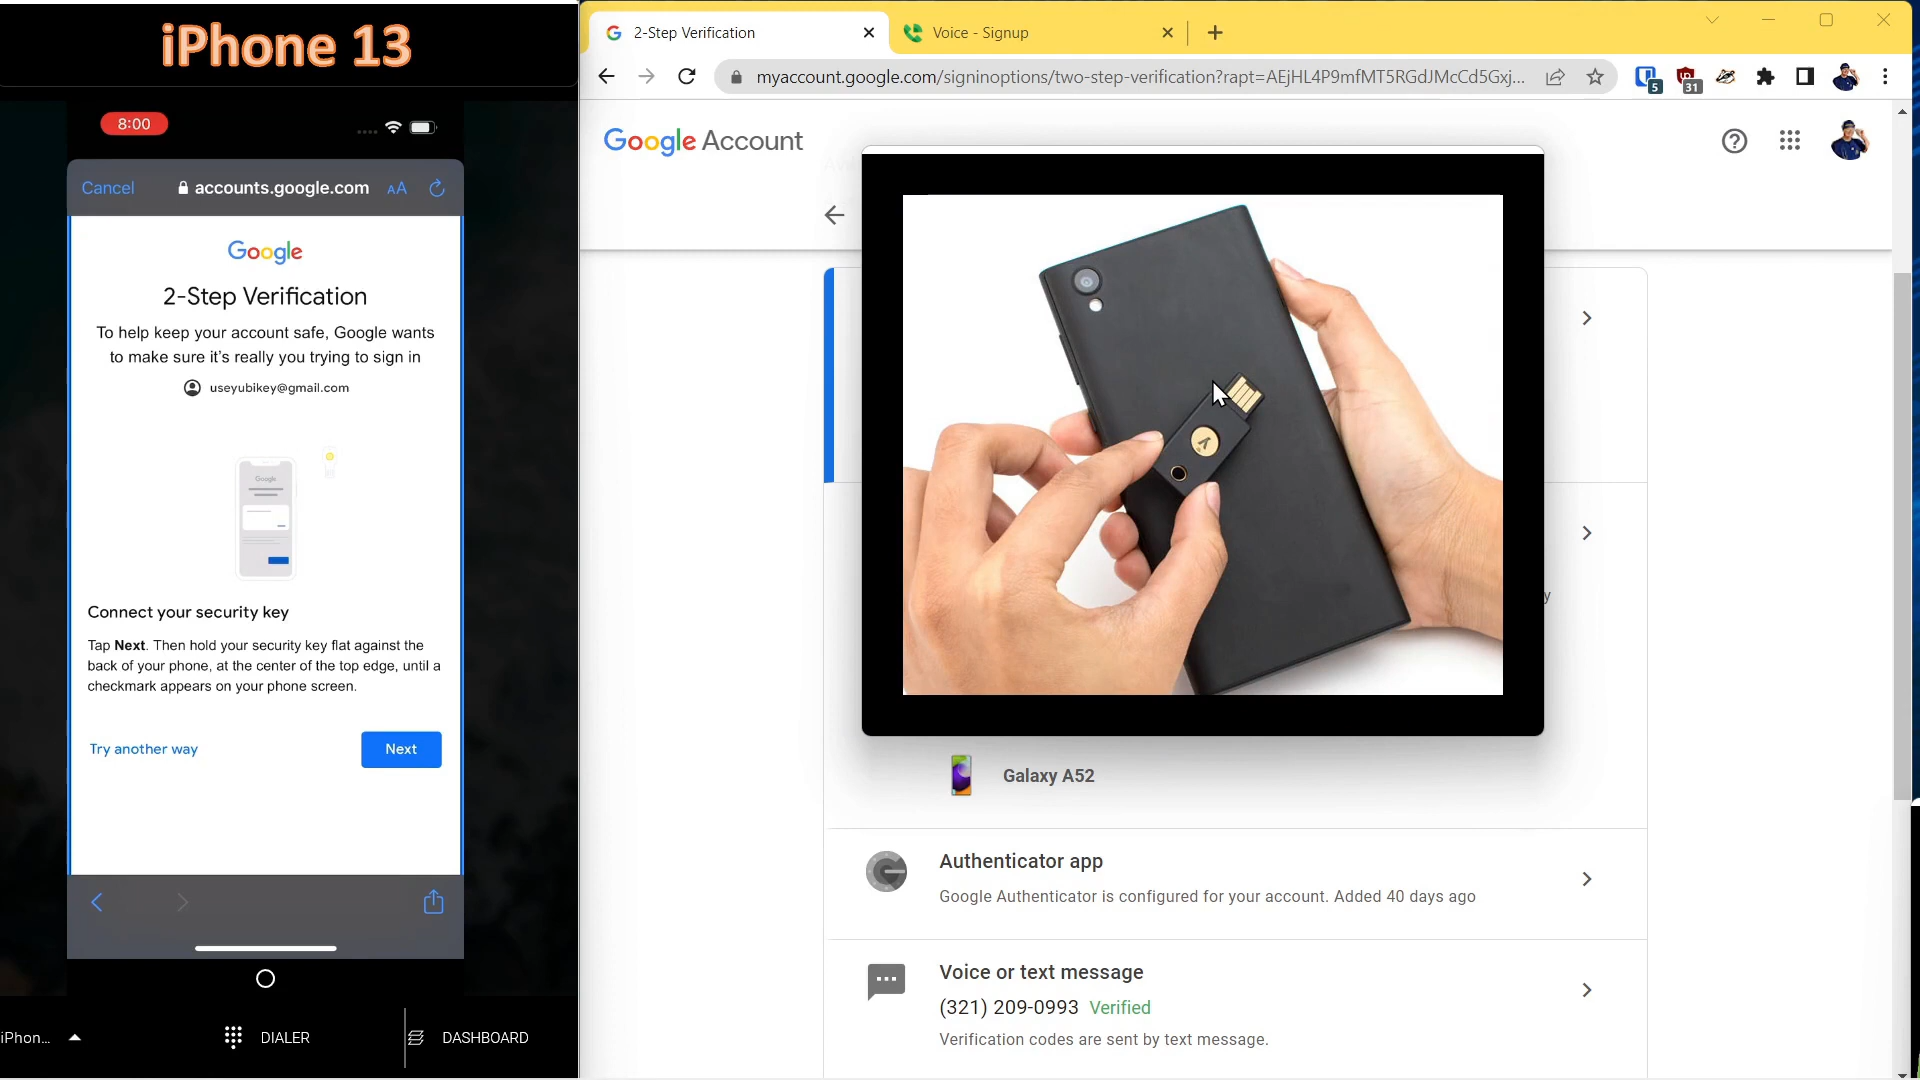 iPhone 13
8:00
Cancel
accounts.google.com
AA
Google
2-Step Verification
To help keep your account safe, Google wants
to make sure it's really you trying to sign in
useyubikey@gmail.com
Google
Connect your security key
Tap Next. Then hold your security key flat against the
back of your phone, at the center of the top edge, until a
checkmark appears on your phone screen.
Try another way
Next
iPhon...
DIALER
DASHBOARD
2-Step Verification
Voice - Signup
myaccount.google.com/signinoptions/two-step-verification?rapt=AEjHL4P9mfMT5RGdJMcCd5Gxj...
5
31
Google Account
y
Galaxy A52
Authenticator app
Google Authenticator is configured for your account. Added 40 days ago
Voice or text message
(321) 209-0993 Verified
Verification codes are sent by text message.